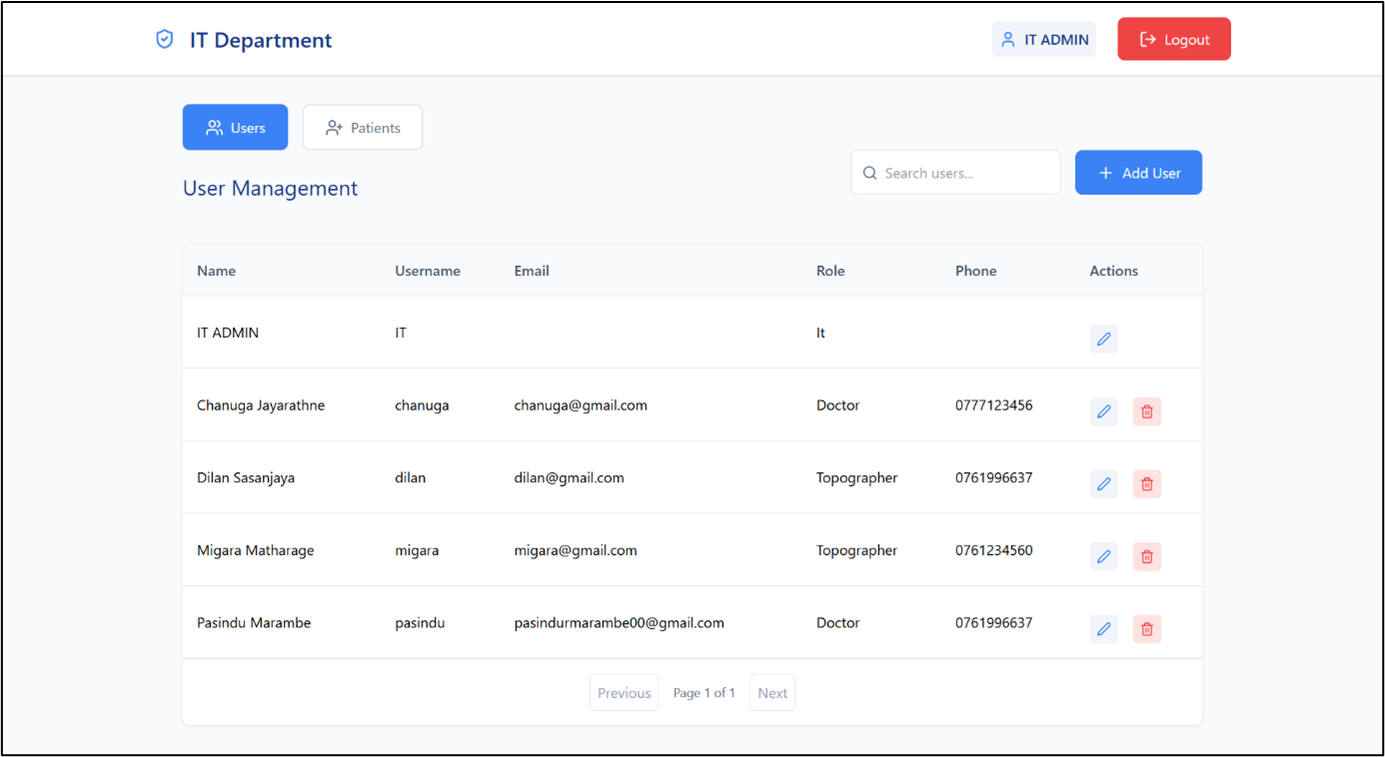 IT Department
IT ADMIN
Logout
Users
Patients
User Management
Search users...
Add User
Name Username Email Role Phone Actions
IT ADMIN IT It
Chanuga Jayarathne chanuga chanuga@gmail.com Doctor 0777123456
Dilan Sasanjaya dilan dilan@gmail.com Topographer 0761996637
Migara Matharage migara migara@gmail.com Topographer 0761234560
Pasindu Marambe pasindu pasindurmarambe00@gmail.com Doctor 0761996637
Previous Page 1 of 1 Next